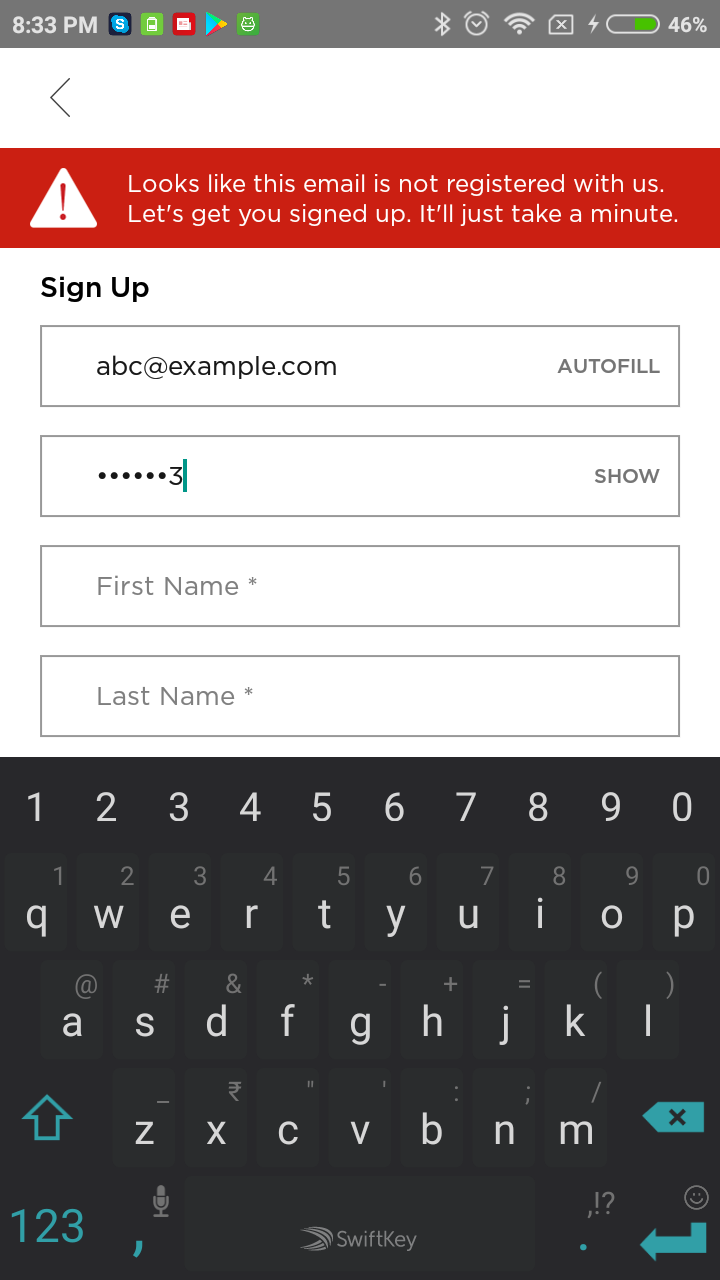 8:33 PM 46%
Looks like this email is not registered with us.
Let's get you signed up. It'll just take a minute.
Sign Up
abc@example.com AUTOFILL
••••••3 SHOW
First Name *
Last Name *
1 2 3 4 5 6 7 8 9 0
1 2 3 4 5 6 7 8 9 0
q w e r t y u i o p
@ # & * - + = ( )
a s d f g h j k l
_ ₹ " ' : ; /
z x c v b n m
,!?
123 , SwiftKey .